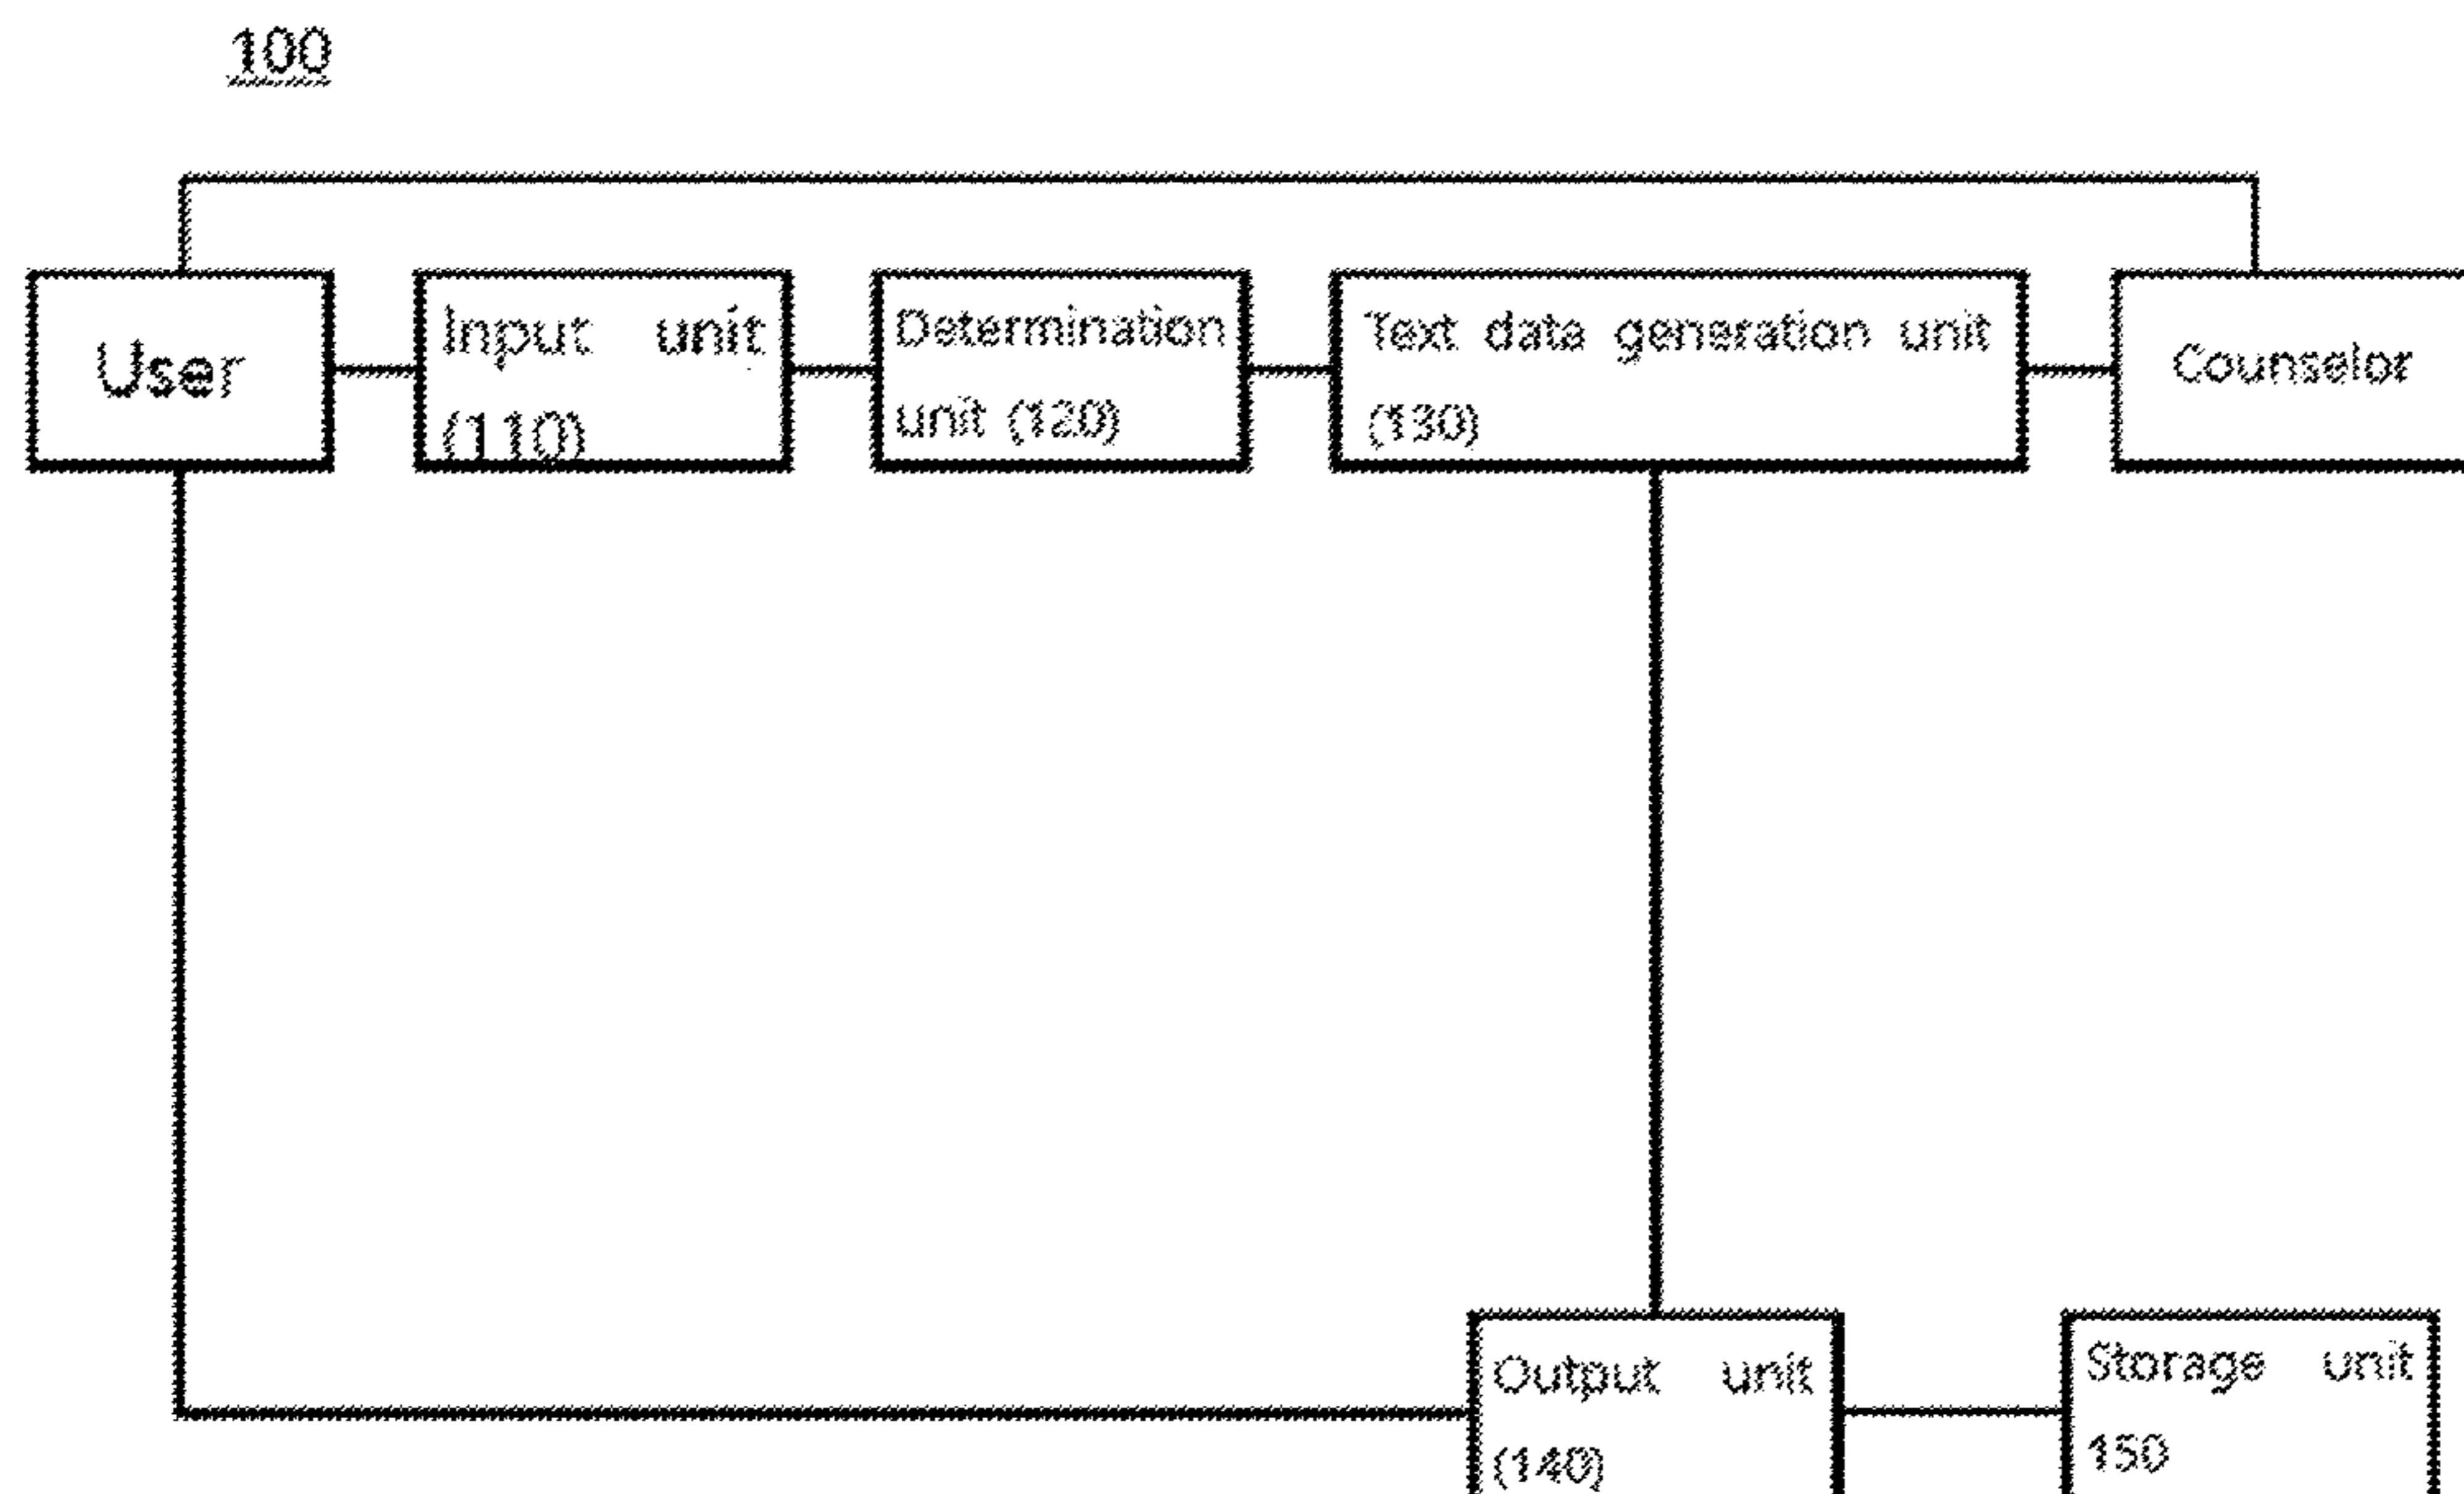 100
User
Input unit
(110)
Determination
unit (120)
Text data generation unit
(130)
Counselor
Output unit
(140)
Storage unit
150